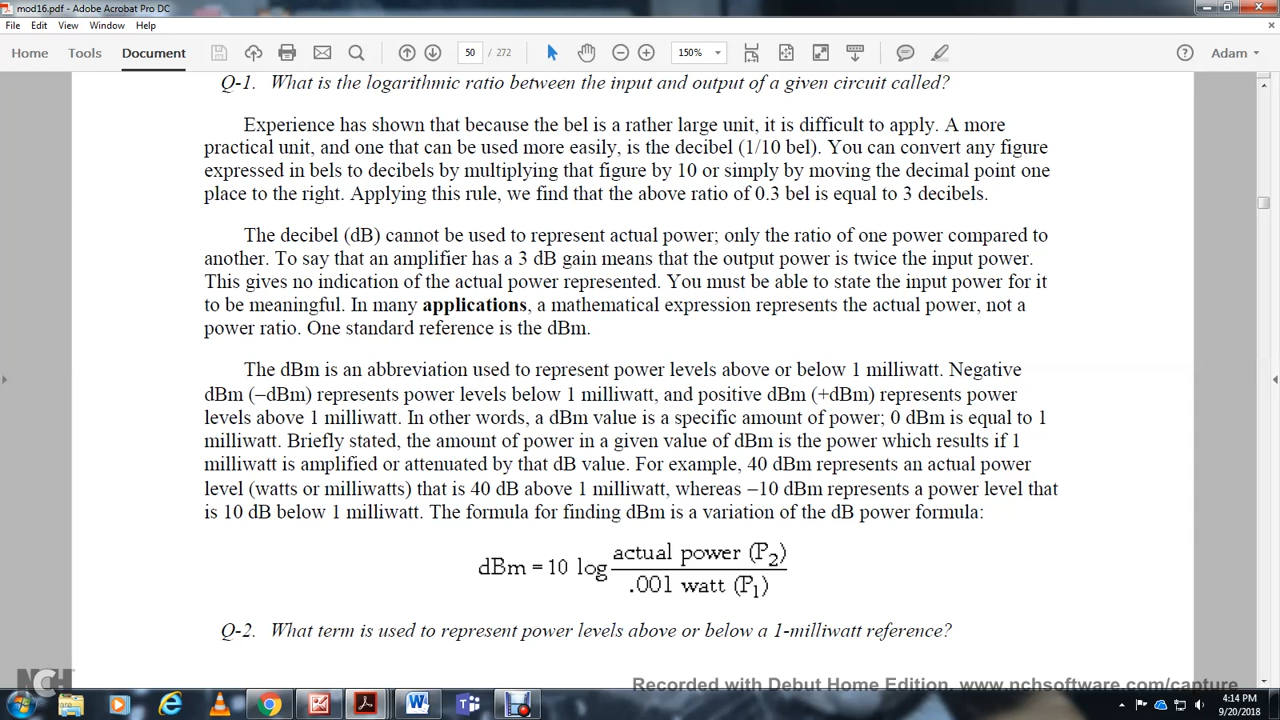 mod16.pdf - Adobe Acrobat Pro DC
File Edit View Window Help
Home Tools Document 50 / 272 150% Adam
Q-1. What is the logarithmic ratio between the input and output of a given circuit called?
Experience has shown that because the bel is a rather large unit, it is difficult to apply. A more
practical unit, and one that can be used more easily, is the decibel (1/10 bel). You can convert any figure
expressed in bels to decibels by multiplying that figure by 10 or simply by moving the decimal point one
place to the right. Applying this rule, we find that the above ratio of 0.3 bel is equal to 3 decibels.
The decibel (dB) cannot be used to represent actual power; only the ratio of one power compared to
another. To say that an amplifier has a 3 dB gain means that the output power is twice the input power.
This gives no indication of the actual power represented. You must be able to state the input power for it
to be meaningful. In many applications, a mathematical expression represents the actual power, not a
power ratio. One standard reference is the dBm.
The dBm is an abbreviation used to represent power levels above or below 1 milliwatt. Negative
dBm (−dBm) represents power levels below 1 milliwatt, and positive dBm (+dBm) represents power
levels above 1 milliwatt. In other words, a dBm value is a specific amount of power; 0 dBm is equal to 1
milliwatt. Briefly stated, the amount of power in a given value of dBm is the power which results if 1
milliwatt is amplified or attenuated by that dB value. For example, 40 dBm represents an actual power
level (watts or milliwatts) that is 40 dB above 1 milliwatt, whereas −10 dBm represents a power level that
is 10 dB below 1 milliwatt. The formula for finding dBm is a variation of the dB power formula:
actual power (P2)
dBm = 10 log
.001 watt (P1)
Q-2. What term is used to represent power levels above or below a 1-milliwatt reference?
NCH
Recorded with Debut Home Edition. www.nchsoftware.com/capture
4:14 PM
9/20/2018